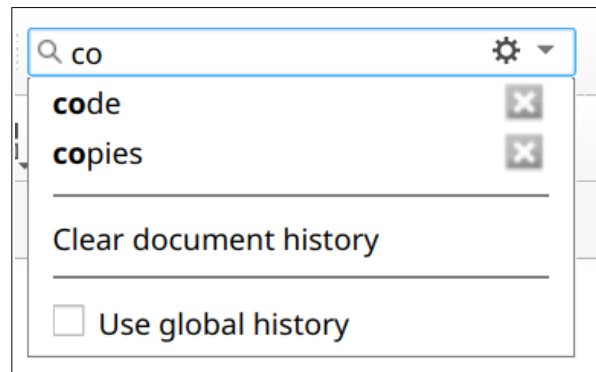 co
code
copies
Clear document history
Use global history